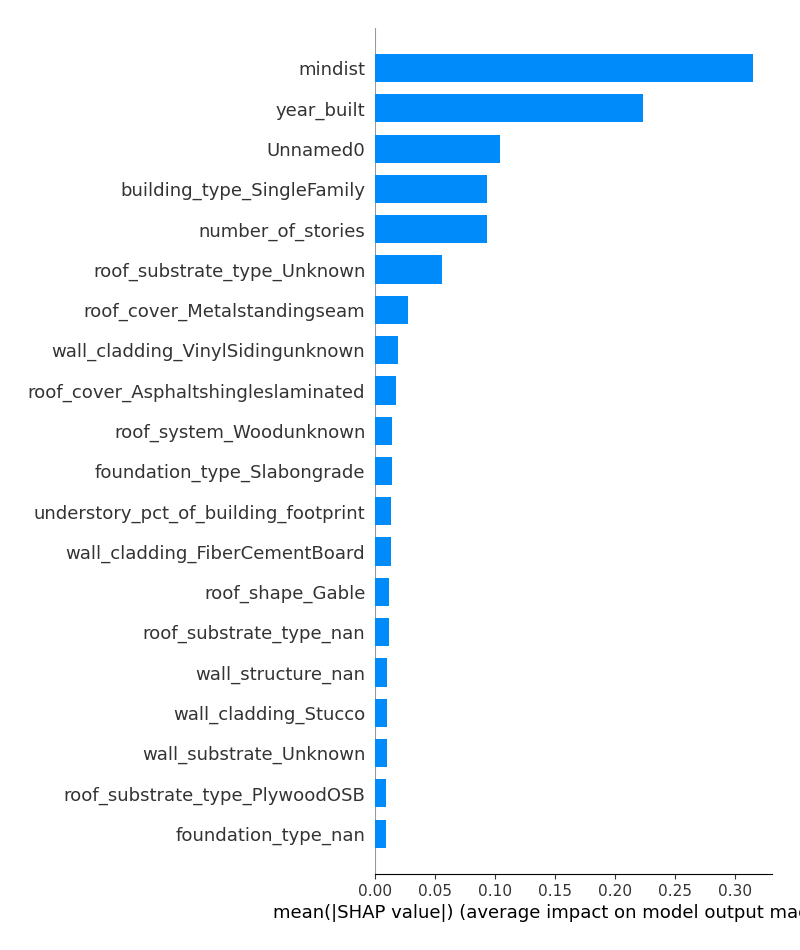 mindist
year_built
Unnamed0
building_type_SingleFamily
number_of_stories
roof_substrate_type_Unknown
roof_cover_Metalstandingseam
wall_cladding_VinylSidingunknown
roof_cover_Asphaltshingleslaminated
roof_system_Woodunknown
foundation_type_Slabongrade
understory_pct_of_building_footprint
wall_cladding_FiberCementBoard
roof_shape_Gable
roof_substrate_type_nan
wall_structure_nan
wall_cladding_Stucco
wall_substrate_Unknown
roof_substrate_type_PlywoodOSB
foundation_type_nan
0.00 0.05 0.10 0.15 0.20 0.25 0.30
mean(|SHAP value|) (average impact on model output